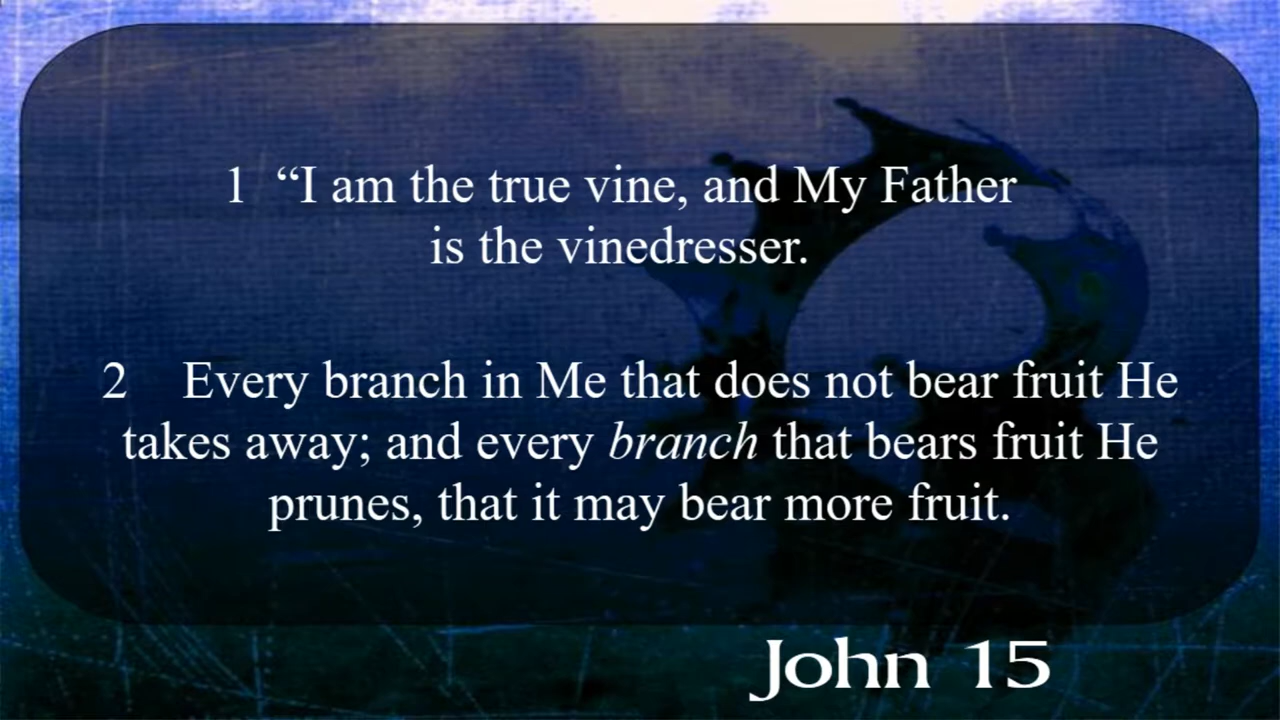 1 “I am the true vine, and My Father
is the vinedresser.
2 Every branch in Me that does not bear fruit He
takes away; and every branch that bears fruit He
prunes, that it may bear more fruit.
John 15